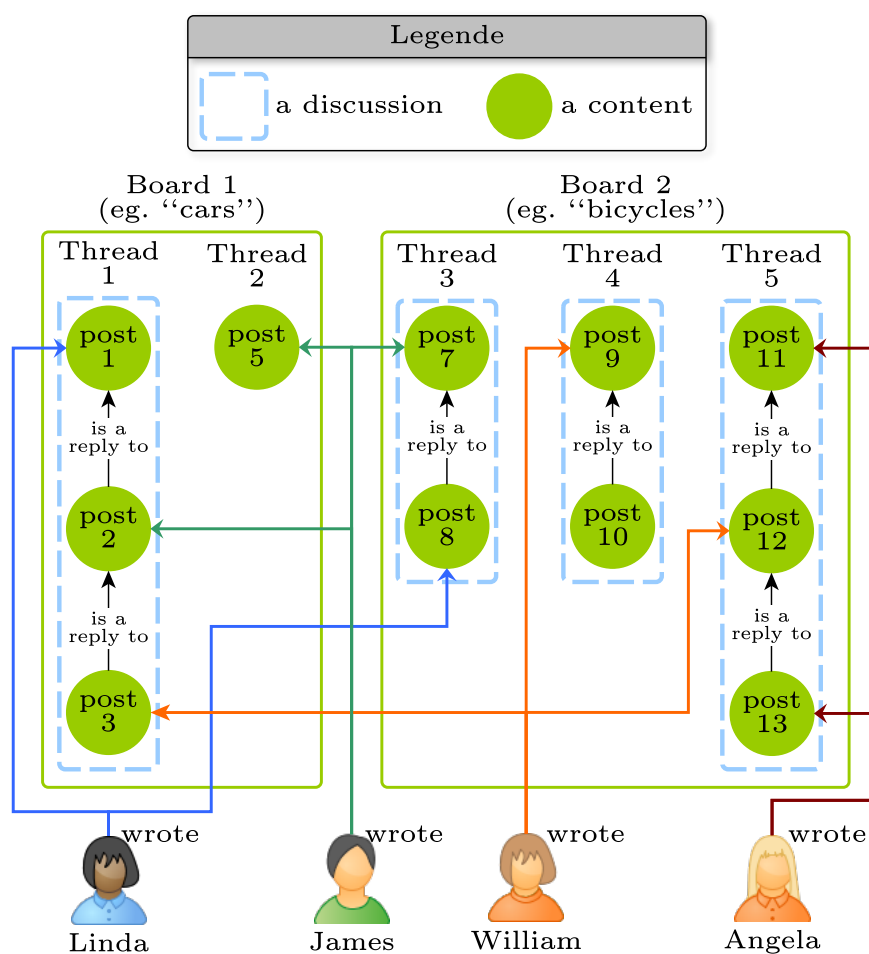 Legende
a discussion
a content
Board 1
(eg. ‘‘cars’’)
Board 2
(eg. ‘‘bicycles’’)
Thread
1
Thread
2
Thread
3
Thread
4
Thread
5
post
1
post
5
post
7
post
9
post
11
is a
reply to
is a
reply to
is a
reply to
is a
reply to
post
2
post
8
post
10
post
12
is a
reply to
is a
reply to
post
3
post
13
wrote
wrote
wrote
wrote
Linda
James
William
Angela